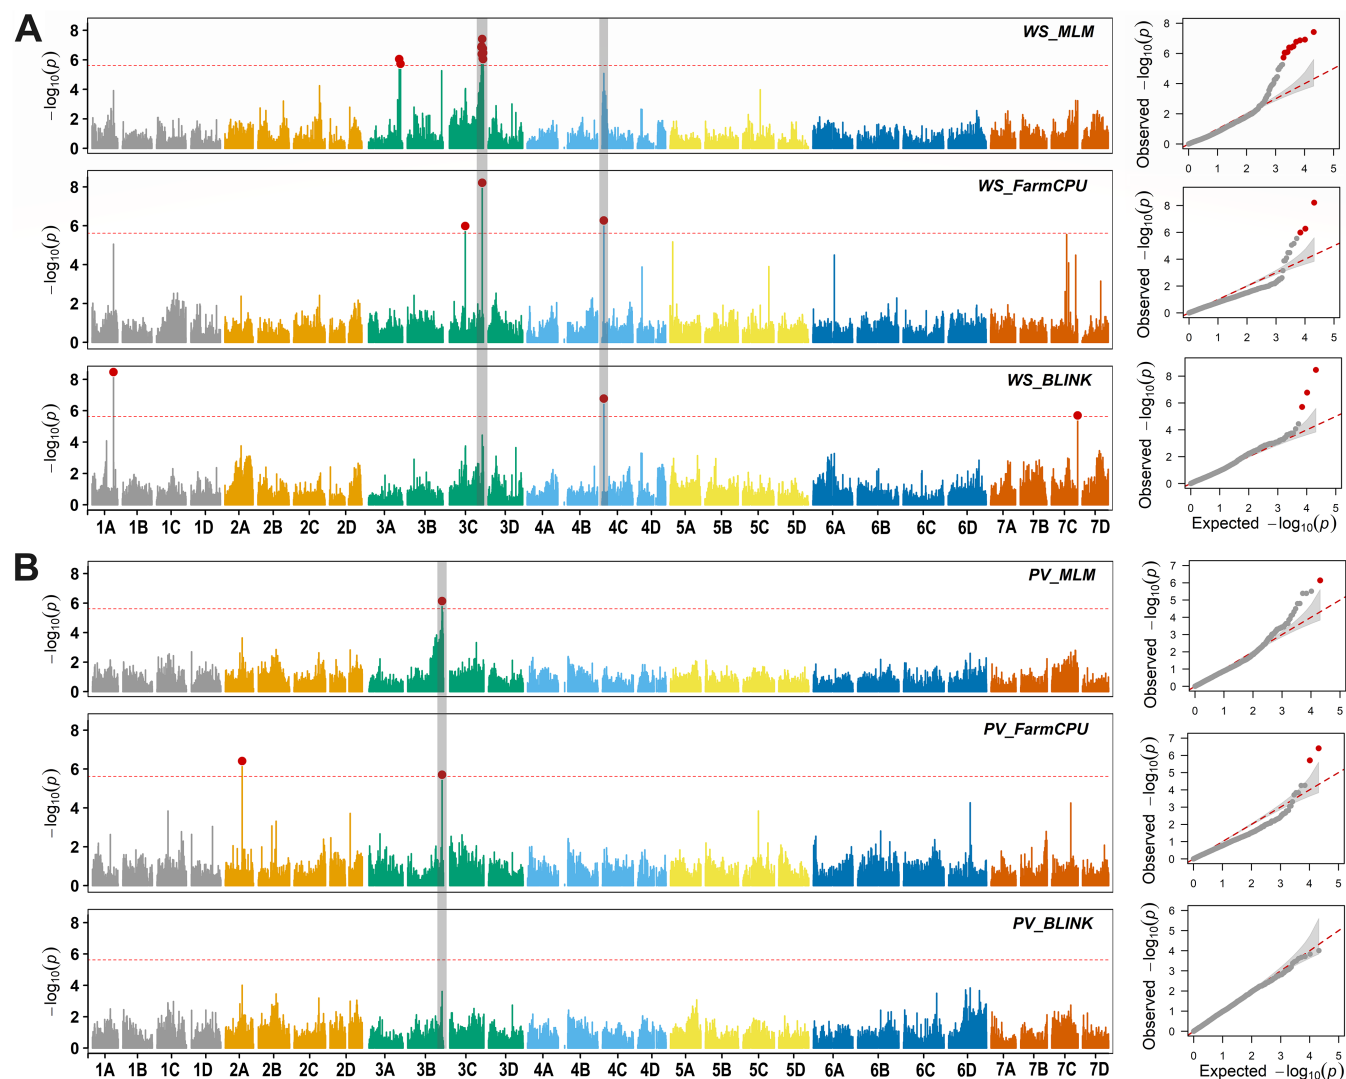 A
WS_MLM
−log10(p)
8
6
4
2
0
Observed −log10(p)
8
6
4
2
0
0 1 2 3 4 5
WS_FarmCPU
−log10(p)
8
6
4
2
0
Observed −log10(p)
8
6
4
2
0
0 1 2 3 4 5
WS_BLINK
−log10(p)
8
6
4
2
0
1A 1B 1C 1D 2A 2B 2C 2D 3A 3B 3C 3D 4A 4B 4C 4D 5A 5B 5C 5D 6A 6B 6C 6D 7A 7B 7C 7D
Observed −log10(p)
8
6
4
2
0
0 1 2 3 4 5
Expected −log10(p)
B
PV_MLM
−log10(p)
8
6
4
2
0
Observed −log10(p)
7
6
5
4
3
2
1
0
0 1 2 3 4 5
PV_FarmCPU
−log10(p)
8
6
4
2
0
Observed −log10(p)
7
6
5
4
3
2
1
0
0 1 2 3 4 5
PV_BLINK
−log10(p)
8
6
4
2
0
1A 1B 1C 1D 2A 2B 2C 2D 3A 3B 3C 3D 4A 4B 4C 4D 5A 5B 5C 5D 6A 6B 6C 6D 7A 7B 7C 7D
Observed −log10(p)
6
5
4
3
2
1
0
0 1 2 3 4 5
Expected −log10(p)